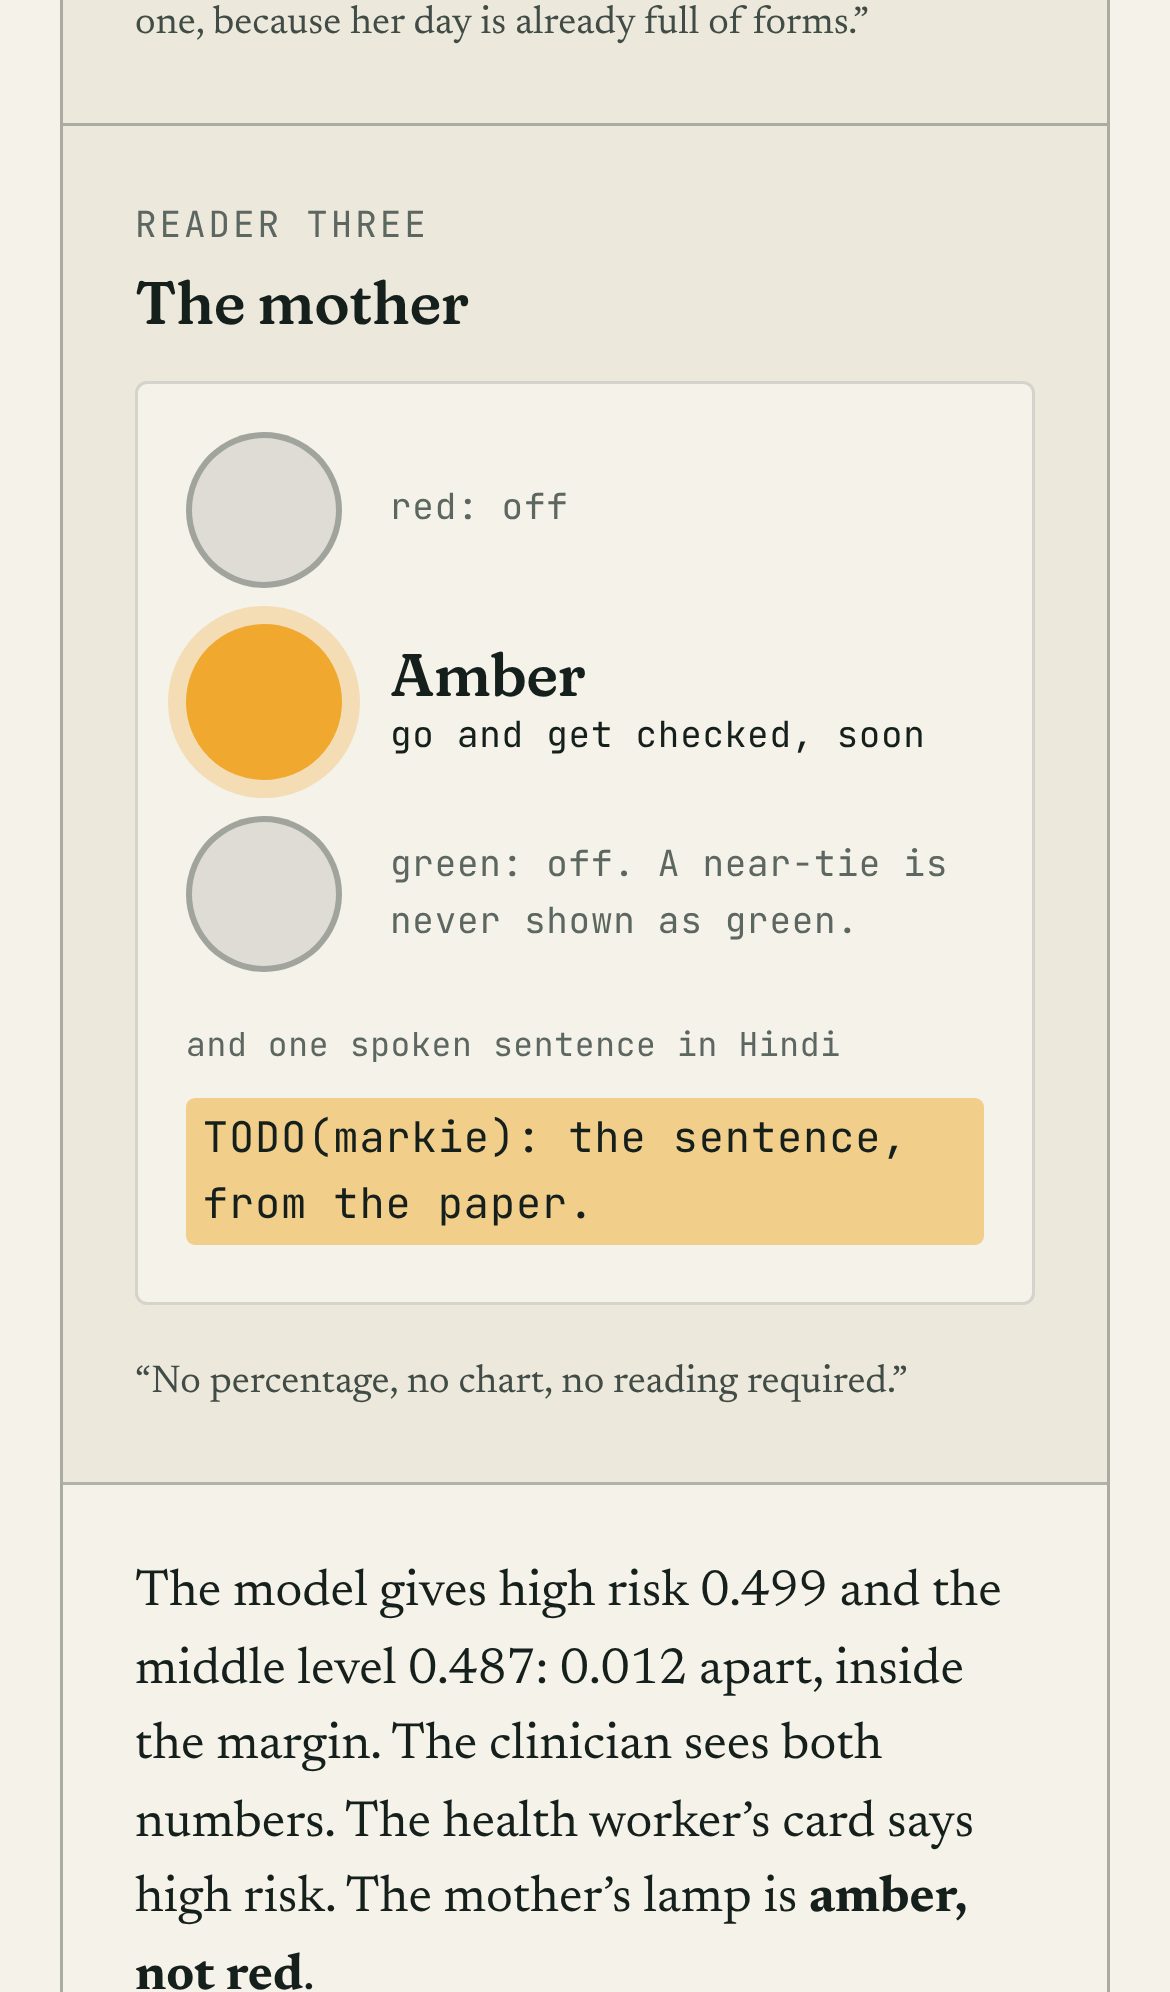 one, because her day is already full of forms.”
READER THREE
The mother
red: off
Amber
go and get checked, soon
green: off. A near-tie is
never shown as green.
and one spoken sentence in Hindi
TODO(markie): the sentence,
from the paper.
“No percentage, no chart, no reading required.”
The model gives high risk 0.499 and the
middle level 0.487: 0.012 apart, inside
the margin. The clinician sees both
numbers. The health worker’s card says
high risk. The mother’s lamp is amber,
not red.